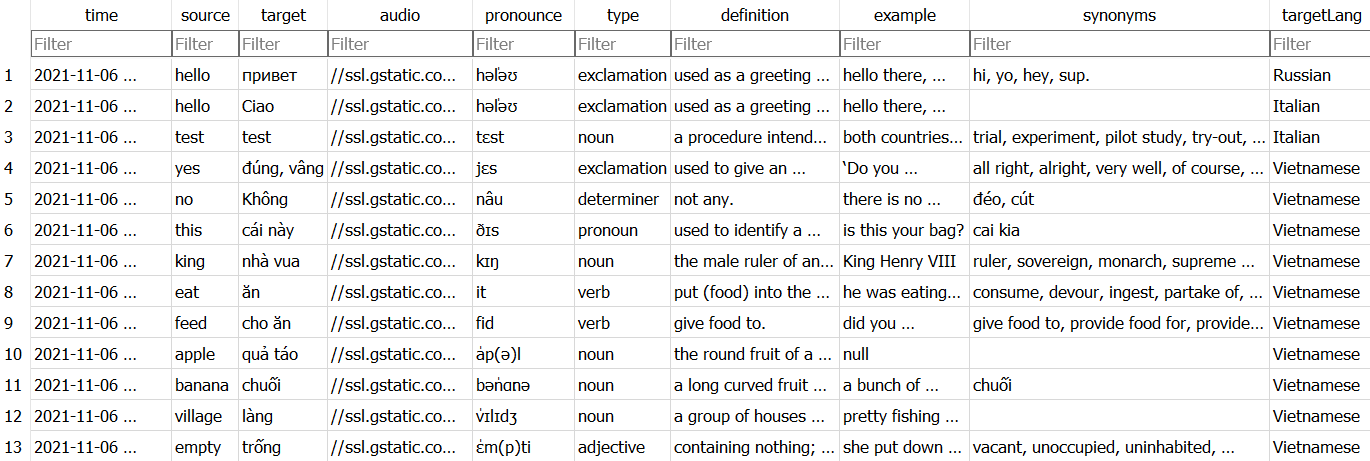 time source target audio pronounce type definition example synonyms targetLang
Filter Filter Filter Filter Filter Filter Filter Filter Filter Filter
1 2021-11-06 ... hello привет //ssl.gstatic.co... həlˈəʊ exclamation used as a greeting ... hello there, ... hi, yo, hey, sup. Russian
2 2021-11-06 ... hello Ciao //ssl.gstatic.co... həlˈəʊ exclamation used as a greeting ... hello there, ... Italian
3 2021-11-06 ... test test //ssl.gstatic.co... tɛst noun a procedure intend... both countries... trial, experiment, pilot study, try-out, ... Italian
4 2021-11-06 ... yes đúng, vâng //ssl.gstatic.co... jɛs exclamation used to give an ... ‘Do you ... all right, alright, very well, of course, ... Vietnamese
5 2021-11-06 ... no Không //ssl.gstatic.co... nâu determiner not any. there is no ... đéo, cút Vietnamese
6 2021-11-06 ... this cái này //ssl.gstatic.co... ðɪs pronoun used to identify a ... is this your bag? cai kia Vietnamese
7 2021-11-06 ... king nhà vua //ssl.gstatic.co... kɪŋ noun the male ruler of an... King Henry VIII ruler, sovereign, monarch, supreme ... Vietnamese
8 2021-11-06 ... eat ăn //ssl.gstatic.co... it verb put (food) into the ... he was eating... consume, devour, ingest, partake of, ... Vietnamese
9 2021-11-06 ... feed cho ăn //ssl.gstatic.co... fid verb give food to. did you ... give food to, provide food for, provide... Vietnamese
10 2021-11-06 ... apple quả táo //ssl.gstatic.co... ˈap(ə)l noun the round fruit of a ... null Vietnamese
11 2021-11-06 ... banana chuối //ssl.gstatic.co... bənˈɑnə noun a long curved fruit ... a bunch of ... chuối Vietnamese
12 2021-11-06 ... village làng //ssl.gstatic.co... vˈɪlɪdʒ noun a group of houses ... pretty fishing ... Vietnamese
13 2021-11-06 ... empty trống //ssl.gstatic.co... ˈɛm(p)ti adjective containing nothing; ... she put down ... vacant, unoccupied, uninhabited, ... Vietnamese